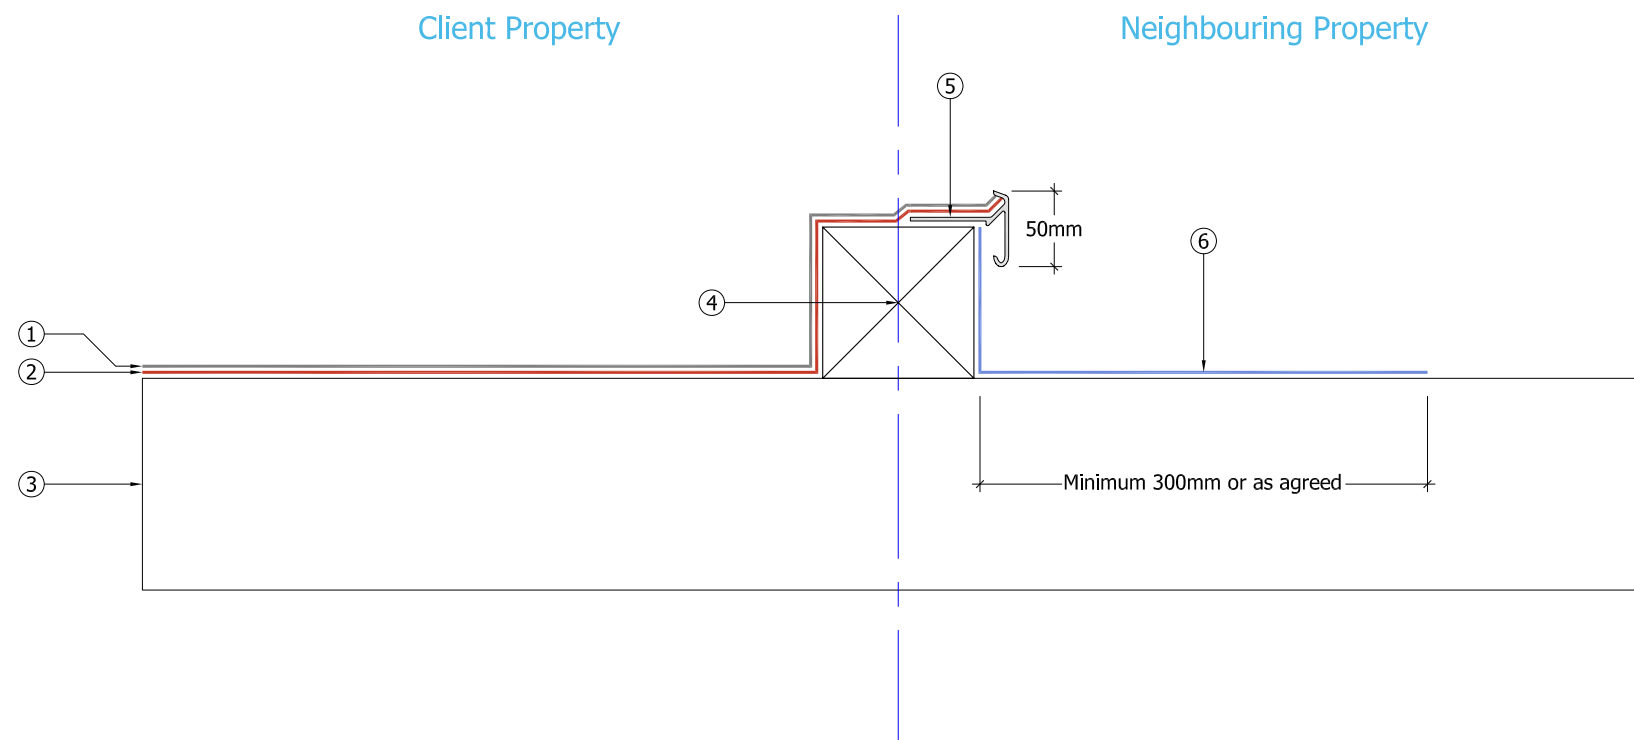 Client Property
Neighbouring Property
5
50mm
6
4
1
2
3
Minimum 300mm or as agreed